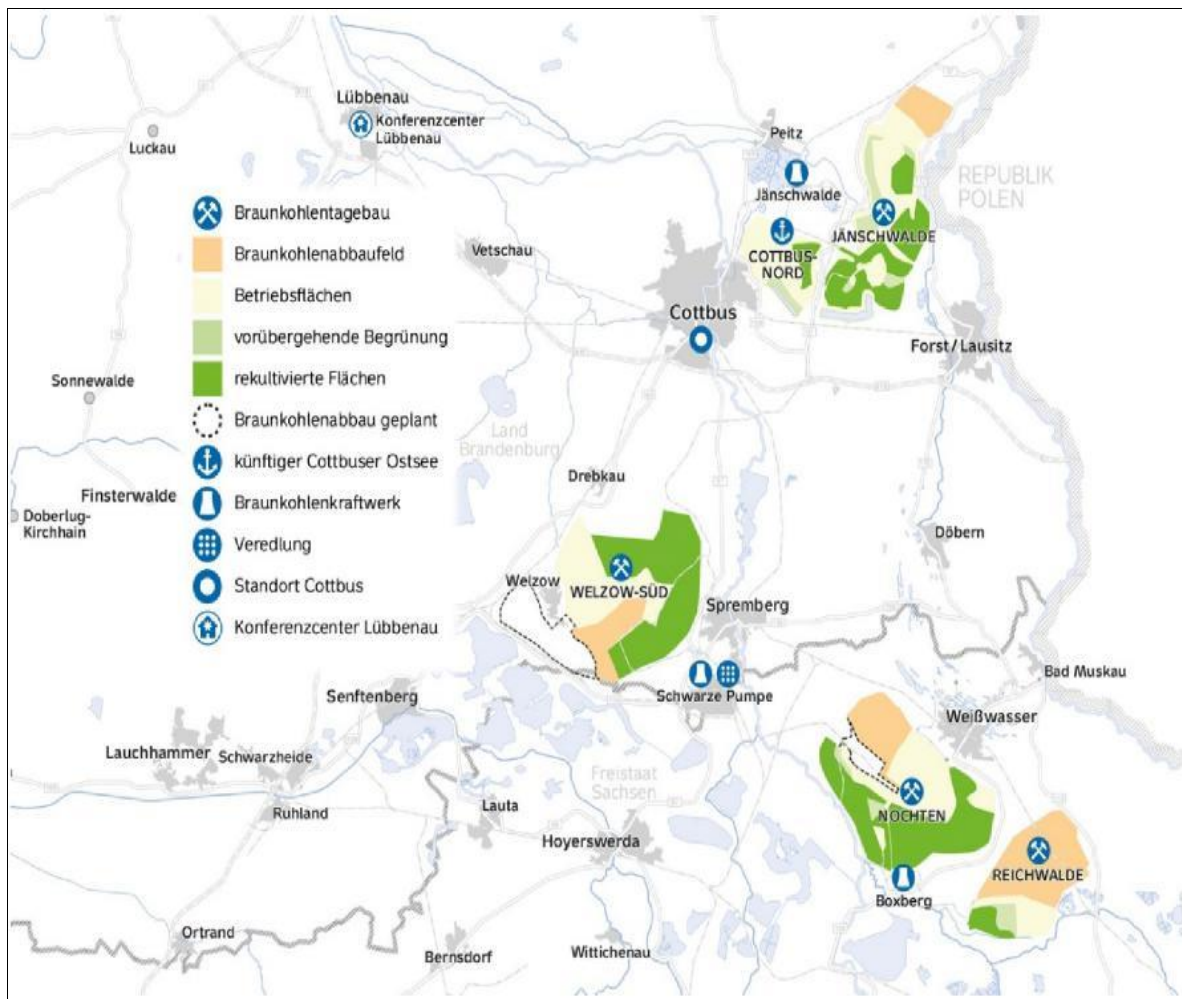 Lübbenau
Konferenzcenter
Lübbenau
Luckau
Peitz
Jänschwalde
REPUBLIK
POLEN
JÄNSCHWALDE
COTTBUS-
NORD
Vetschau
Cottbus
Forst/Lausitz
Braunkohlentagebau
Braunkohlenabbaufeld
Betriebsflächen
vorübergehende Begrünung
rekultivierte Flächen
Braunkohlenabbau geplant
künftiger Cottbuser Ostsee
Braunkohlenkraftwerk
Veredlung
Standort Cottbus
Konferenzcenter Lübbenau
Sonnewalde
Finsterwalde
Doberlug-
Kirchhain
Land
Brandenburg
Drebkau
Döbern
Welzow
WELZOW-SÜD
Spremberg
Schwarze Pumpe
Bad Muskau
Senftenberg
Weißwasser
Lauchhammer
Schwarzheide
Ruhland
Freistaat
Sachsen
Lauta
Hoyerswerda
NOCHTEN
REICHWALDE
Boxberg
Ortrand
Bernsdorf
Wittichenau